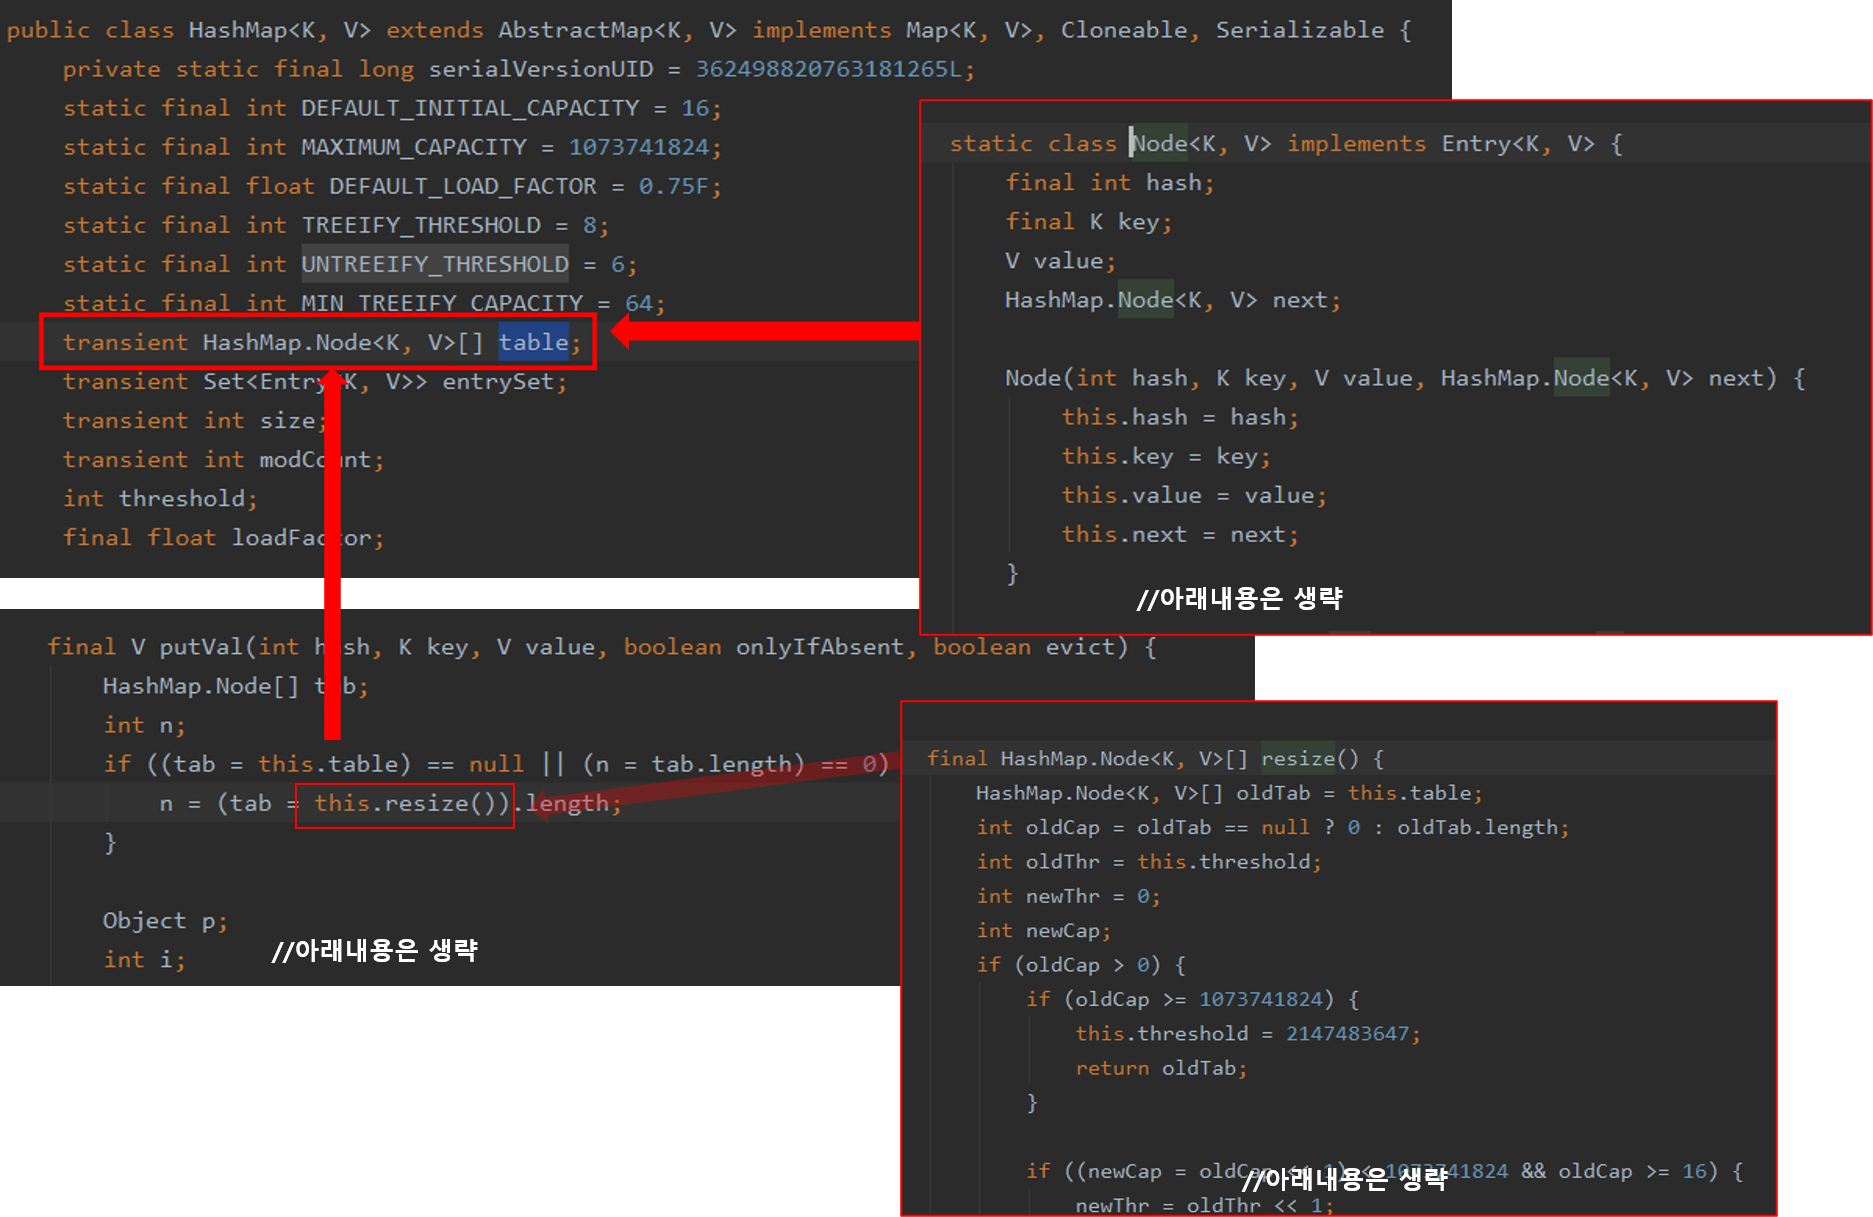 public class HashMap<K, V> extends AbstractMap<K, V> implements Map<K, V>, Cloneable, Serializable {
private static final long serialVersionUID = 362498820763181265L;
static final int DEFAULT_INITIAL_CAPACITY = 16;
static final int MAXIMUM_CAPACITY = 1073741824;
static final float DEFAULT_LOAD_FACTOR = 0.75F;
static final int TREEIFY_THRESHOLD = 8;
static final int UNTREEIFY_THRESHOLD = 6;
static final int MIN_TREEIFY_CAPACITY = 64;
transient HashMap.Node<K, V>[] table;
transient Set<Entry<K, V>> entrySet;
transient int size;
transient int modCount;
int threshold;
final float loadFactor;
static class Node<K, V> implements Entry<K, V> {
final int hash;
final K key;
V value;
HashMap.Node<K, V> next;
Node(int hash, K key, V value, HashMap.Node<K, V> next) {
this.hash = hash;
this.key = key;
this.value = value;
this.next = next;
}
//아래내용은 생략
final V putVal(int hash, K key, V value, boolean onlyIfAbsent, boolean evict) {
HashMap.Node[] tab;
int n;
if ((tab = this.table) == null || (n = tab.length) == 0)
n = (tab = this.resize()).length;
}
Object p;
int i;
//아래내용은 생략
final HashMap.Node<K, V>[] resize() {
HashMap.Node<K, V>[] oldTab = this.table;
int oldCap = oldTab == null ? 0 : oldTab.length;
int oldThr = this.threshold;
int newThr = 0;
int newCap;
if (oldCap > 0) {
if (oldCap >= 1073741824) {
this.threshold = 2147483647;
return oldTab;
}
if ((newCap = oldCap << 1) < 1073741824 && oldCap >= 16) {
//아래내용은 생략
newThr = oldThr << 1;